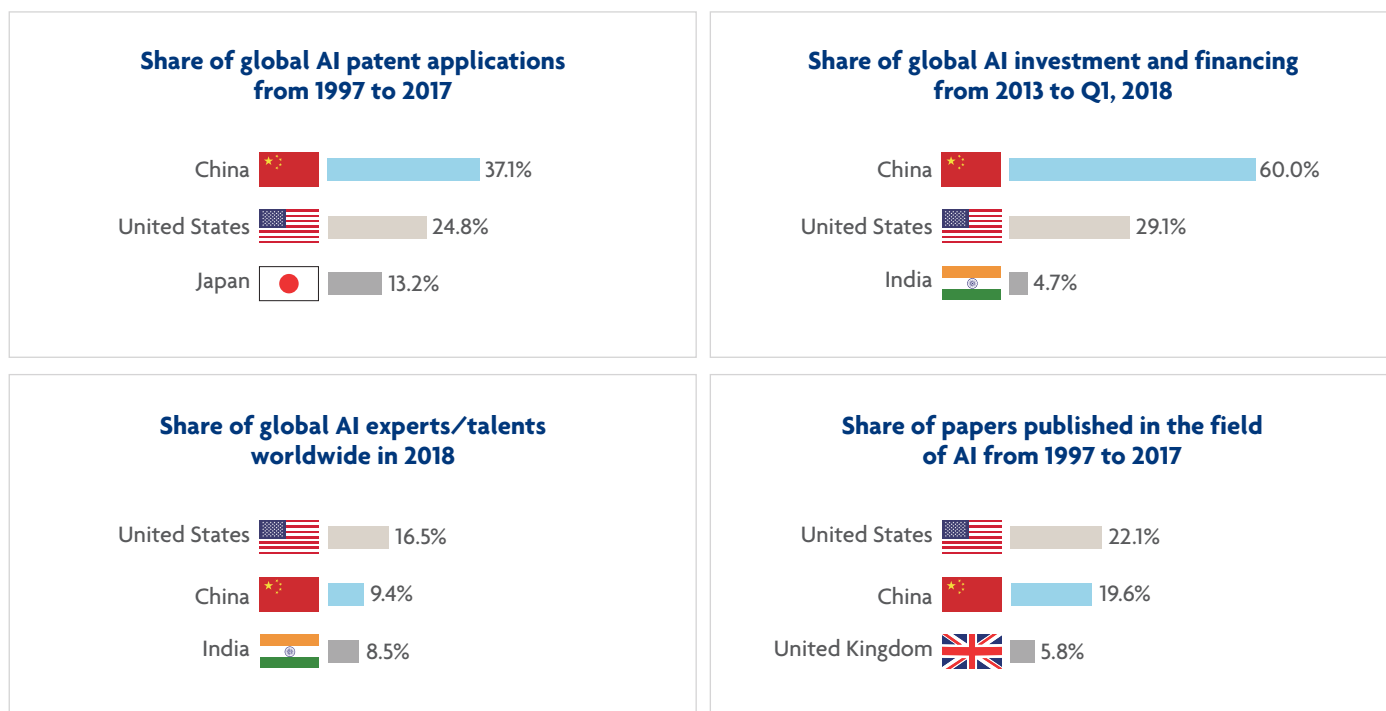 Share of global AI patent applications
from 1997 to 2017
China 37.1%
United States 24.8%
Japan 13.2%
Share of global AI investment and financing
from 2013 to Q1, 2018
China 60.0%
United States 29.1%
India 4.7%
Share of global AI experts/talents
worldwide in 2018
United States 16.5%
China 9.4%
India 8.5%
Share of papers published in the field
of AI from 1997 to 2017
United States 22.1%
China 19.6%
United Kingdom 5.8%